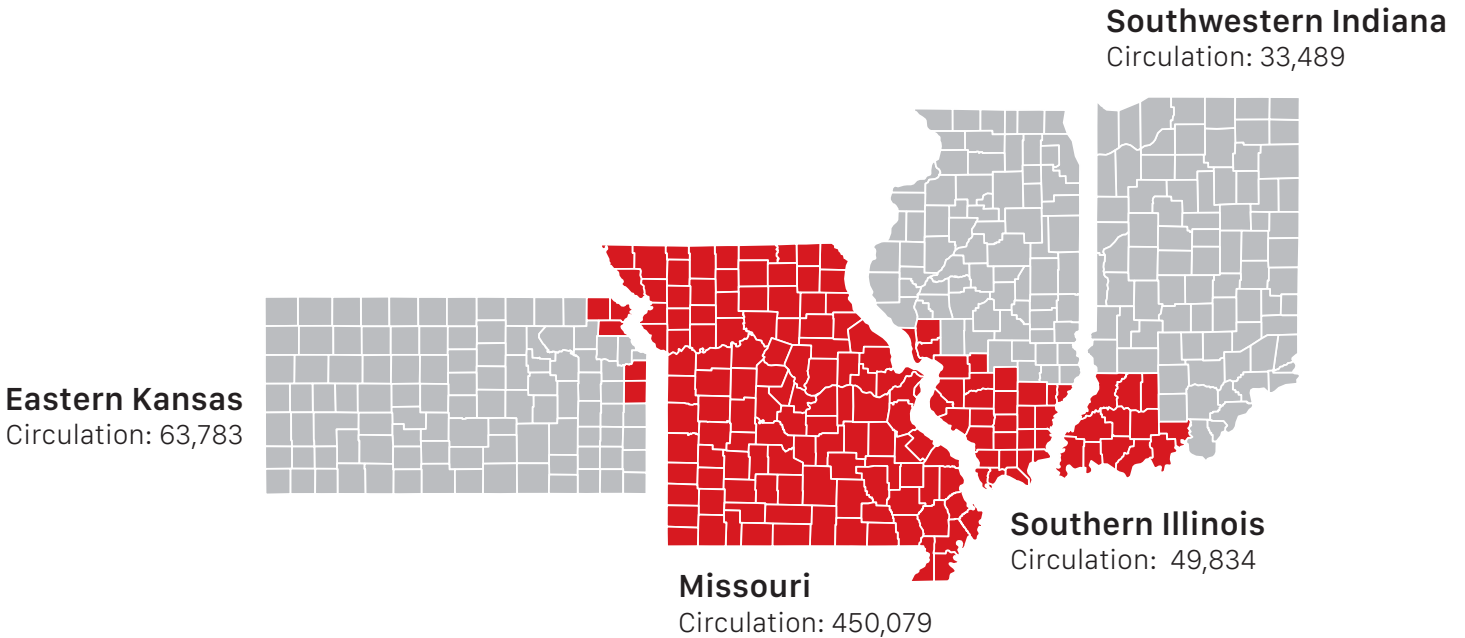 Southwestern Indiana
Circulation: 33,489
Eastern Kansas
Circulation: 63,783
Southern Illinois
Circulation: 49,834
Missouri
Circulation: 450,079